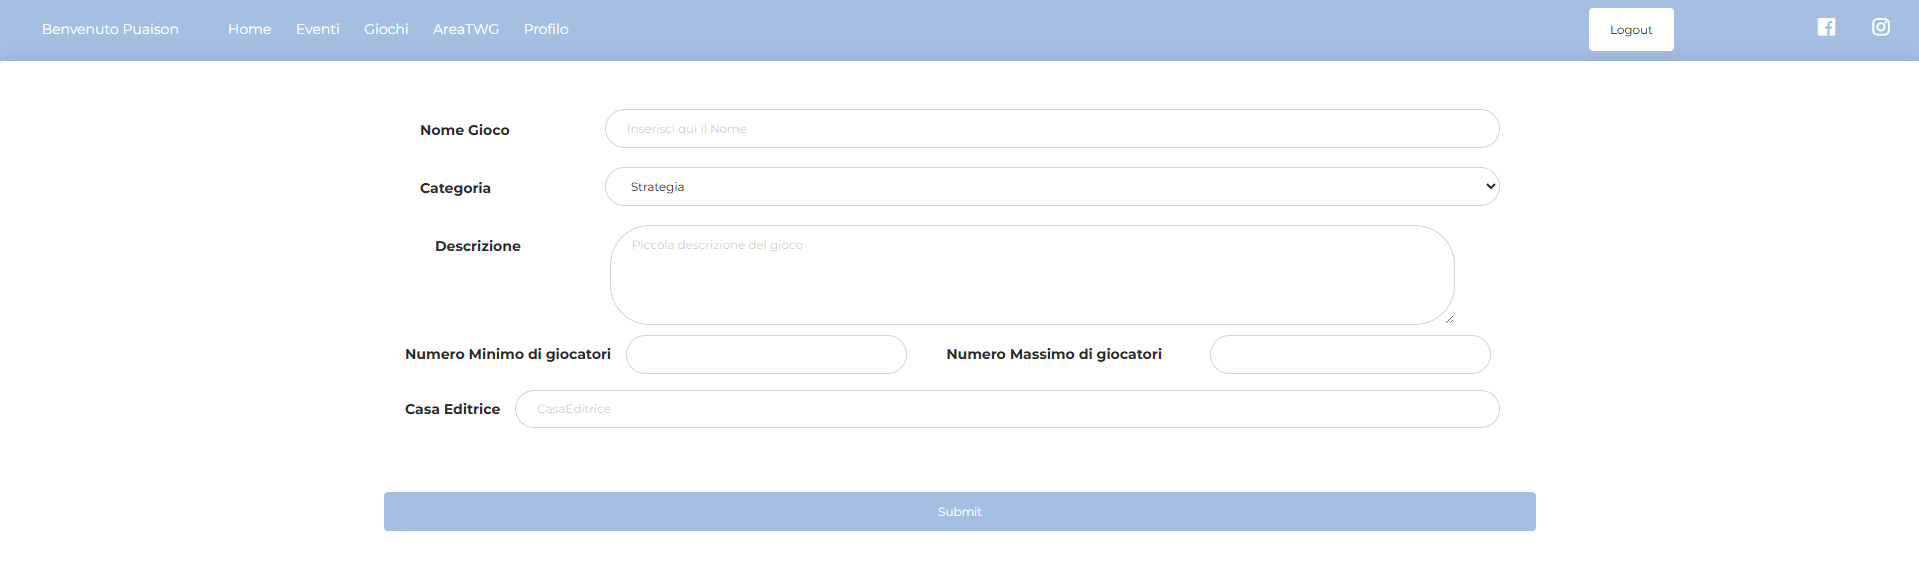 Benvenuto Puaison Home Eventi Giochi AreaTWG Profilo Logout
Nome Gioco Inserisci qui il Nome
Categoria Strategia
Descrizione Piccola descrizione del gioco
Numero Minimo di giocatori Numero Massimo di giocatori
Casa Editrice CasaEditrice
Submit